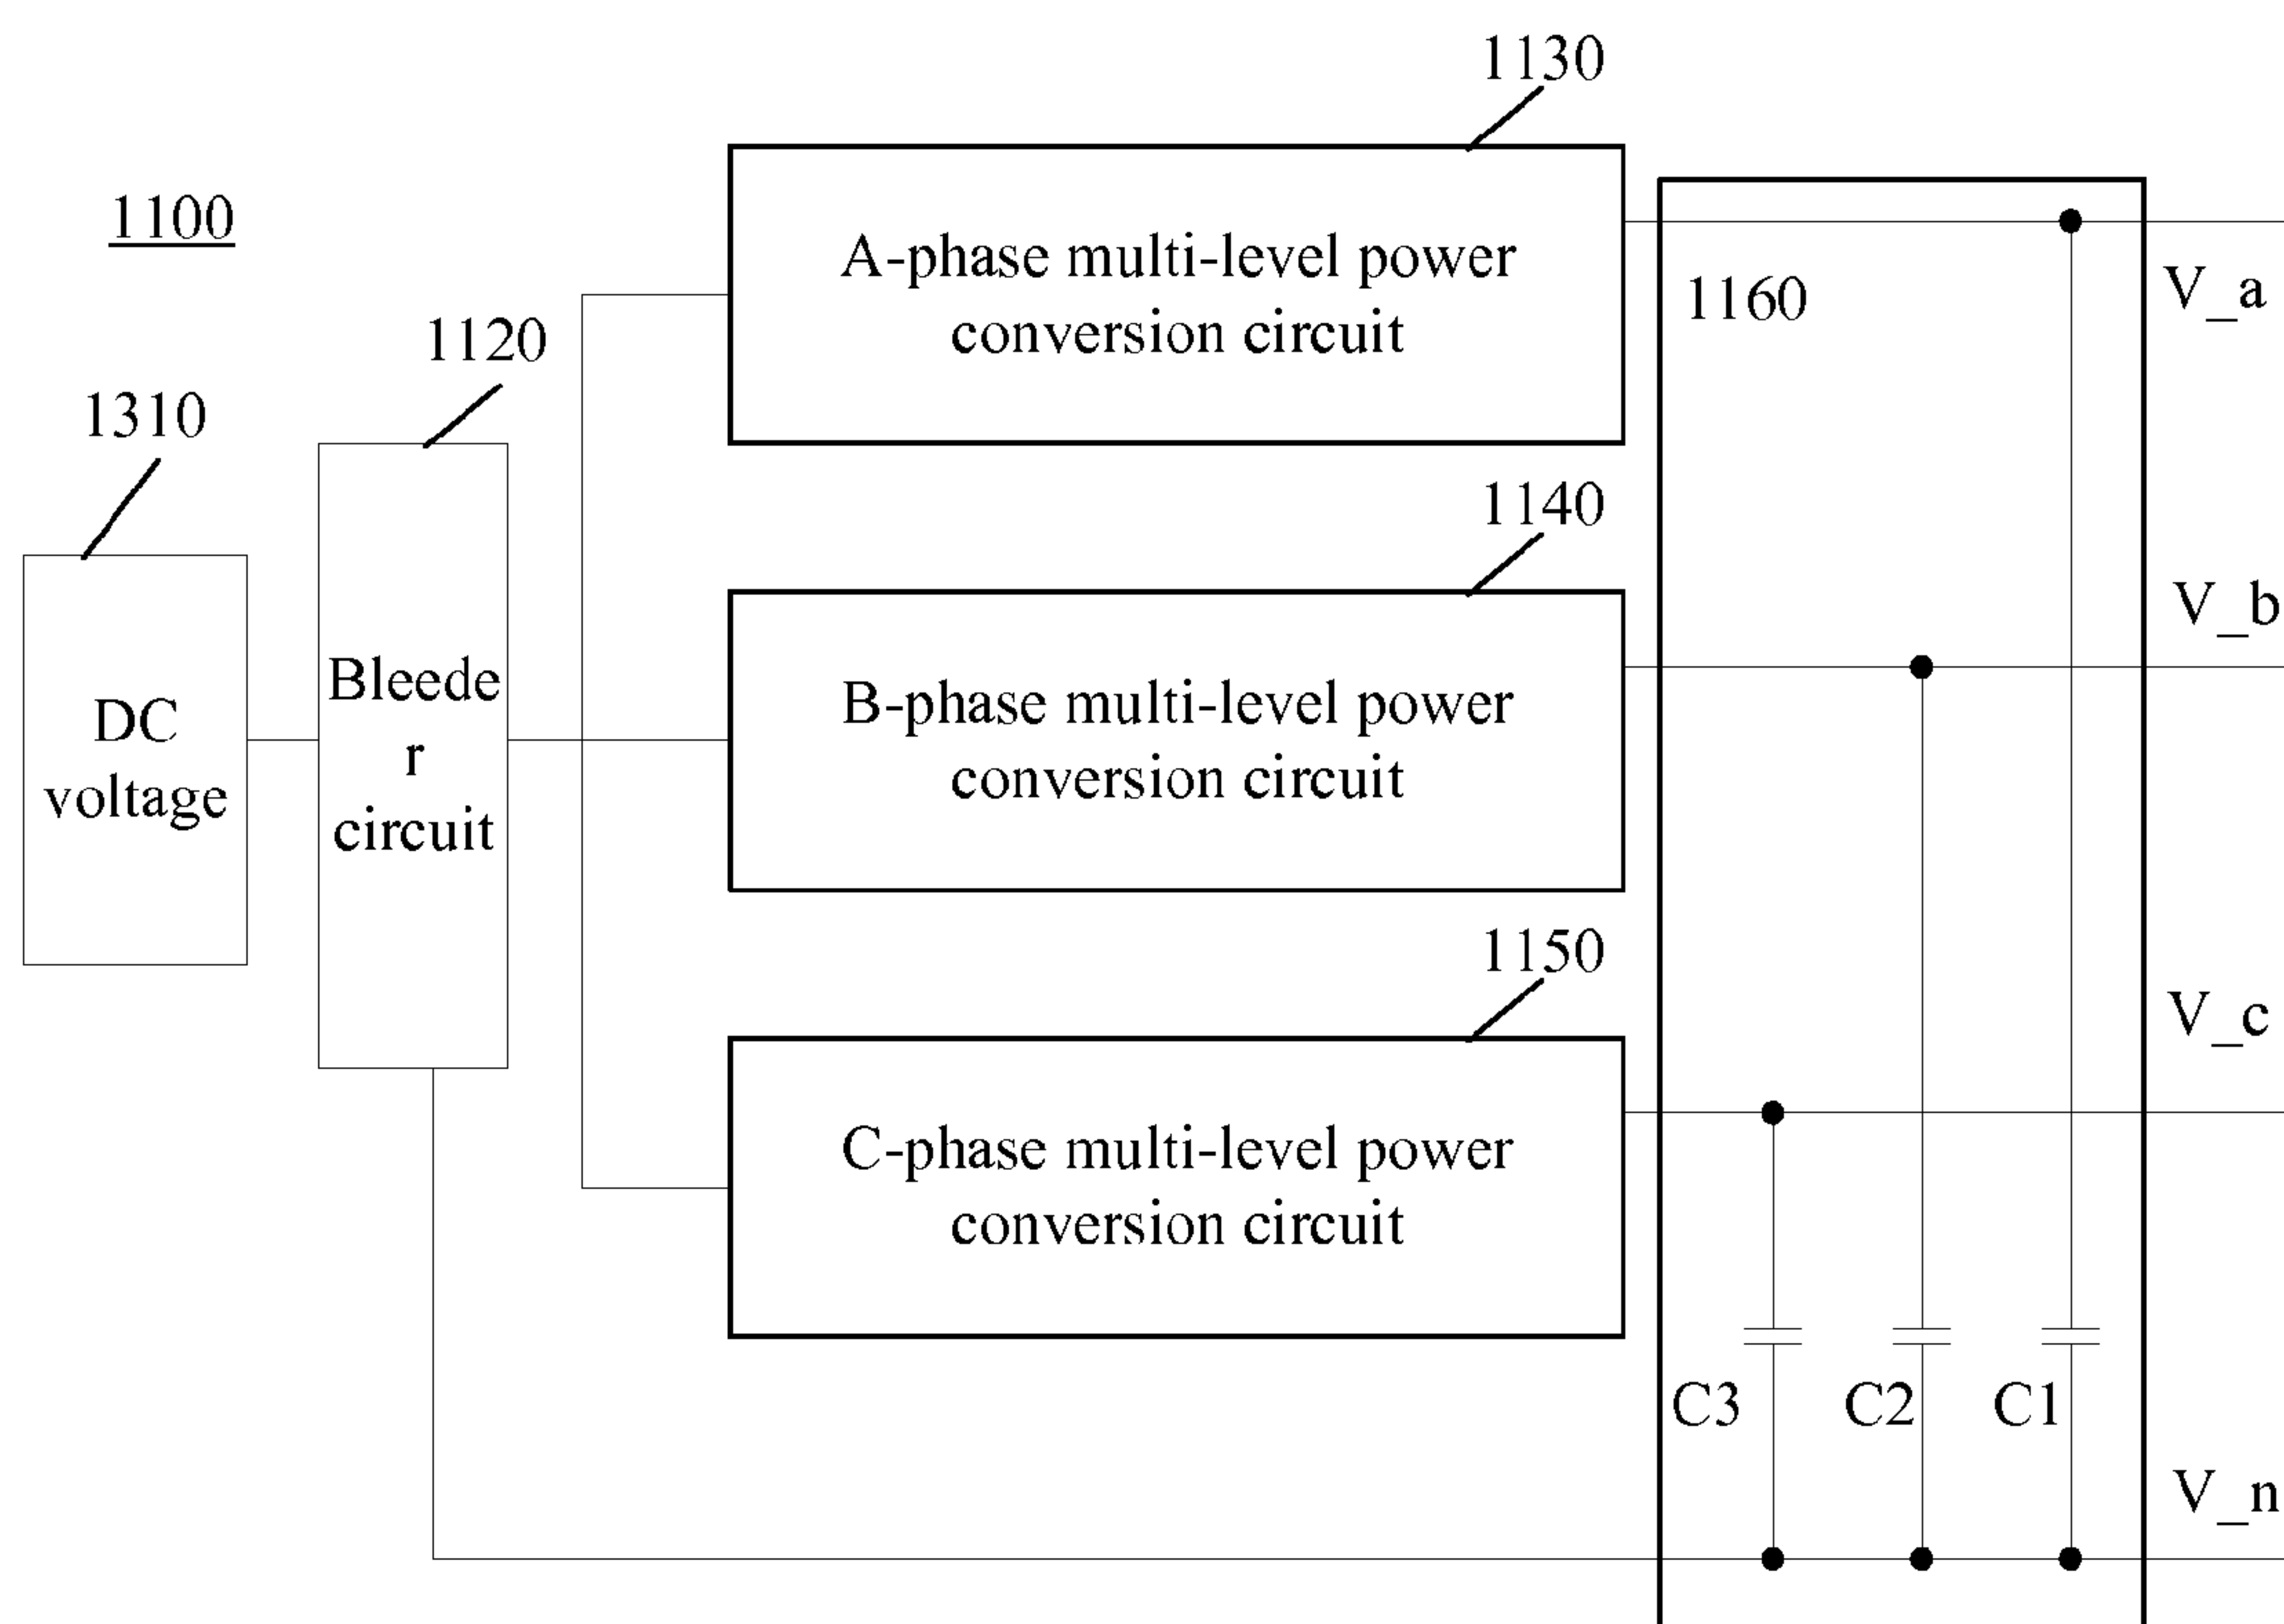 1130
1100
A-phase multi-level power
conversion circuit
1160
V_a
1120
1310
1140
V_b
Bleede
r
circuit
DC
voltage
B-phase multi-level power
conversion circuit
1150
V_c
C-phase multi-level power
conversion circuit
C3
C2
C1
V_n